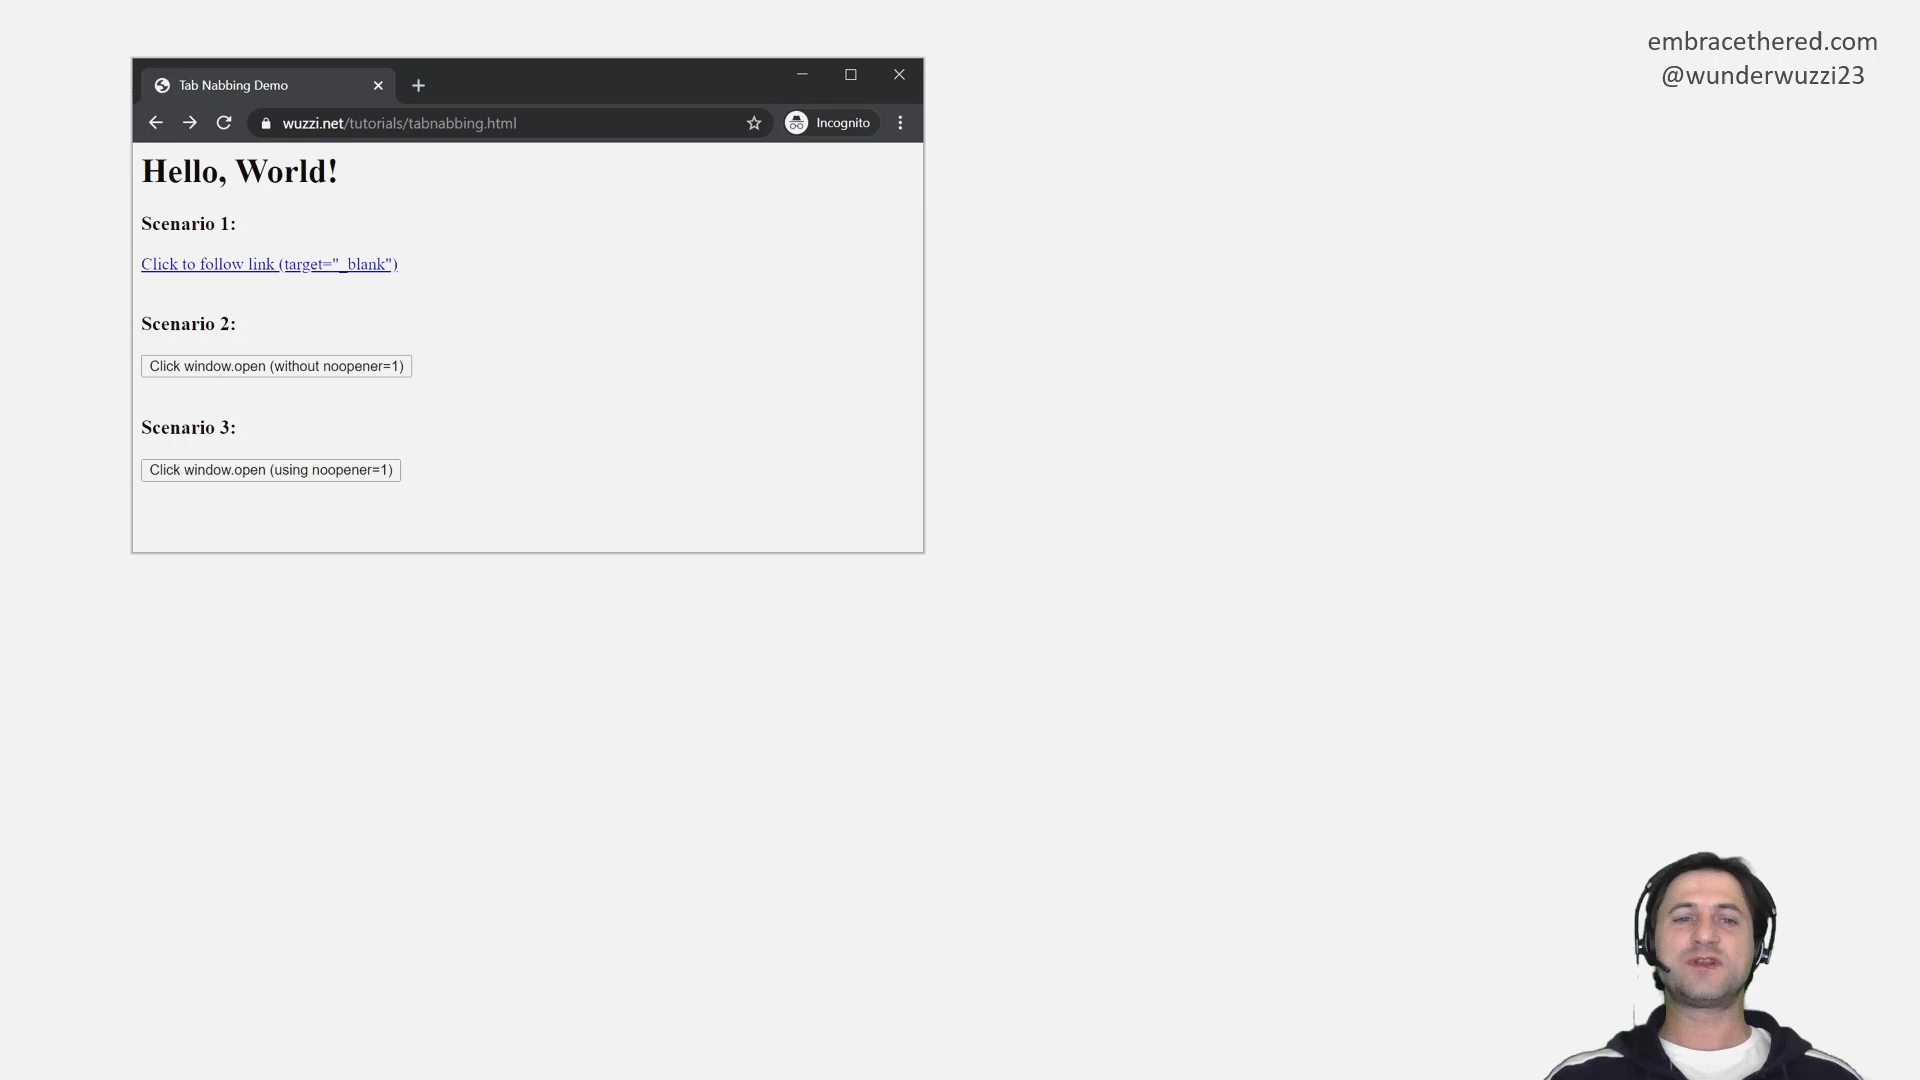 embracethered.com
@wunderwuzzi23
Tab Nabbing Demo
wuzzi.net/tutorials/tabnabbing.html
Incognito
Hello, World!
Scenario 1:
Click to follow link (target="_blank")
Scenario 2:
Click window.open (without noopener=1)
Scenario 3:
Click window.open (using noopener=1)